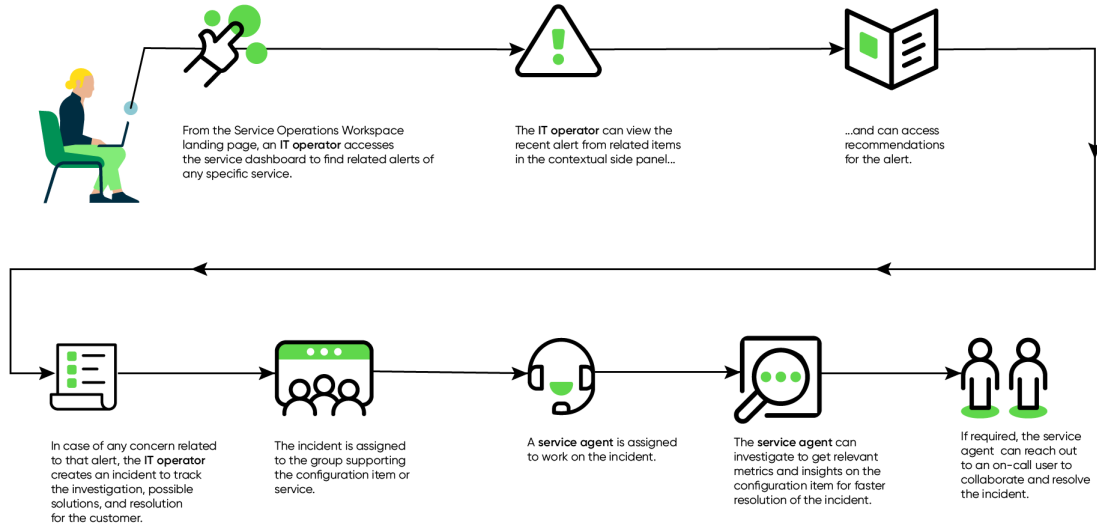 From the Service Operations Workspace
landing page, an IT operator accesses
the service dashboard to find related alerts of
any specific service.
The IT operator can view the
recent alert from related items
in the contextual side panel...
...and can access
recommendations
for the alert.
In case of any concern related
to that alert, the IT operator
creates an incident to track
the investigation, possible
solutions, and resolution
for the customer.
The incident is assigned
to the group supporting
the configuration item or
service.
A service agent is assigned
to work on the incident.
The service agent can
investigate to get relevant
metrics and insights on the
configuration item for faster
resolution of the incident.
If required, the service
agent can reach out
to an on-call user to
collaborate and resolve
the incident.